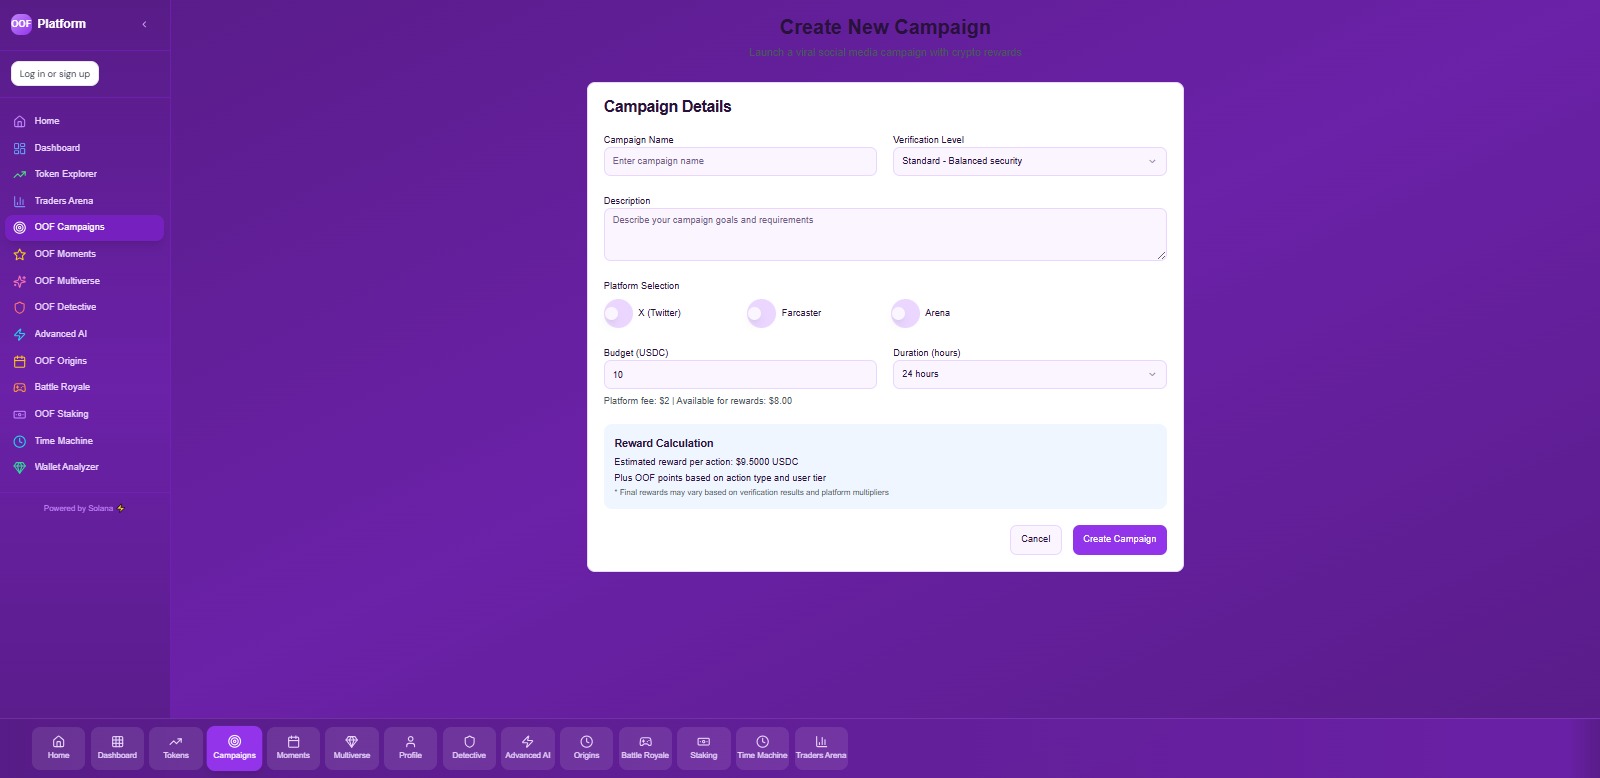 OOF Platform
Log in or sign up
Home
Dashboard
Token Explorer
Traders Arena
OOF Campaigns
OOF Moments
OOF Multiverse
OOF Detective
Advanced AI
OOF Origins
Battle Royale
OOF Staking
Time Machine
Wallet Analyzer
Powered by Solana ⚡
Create New Campaign
Launch a viral social media campaign with crypto rewards
Campaign Details
Campaign Name
Enter campaign name
Verification Level
Standard - Balanced security
Description
Describe your campaign goals and requirements
Platform Selection
X (Twitter)
Farcaster
Arena
Budget (USDC)
10
Duration (hours)
24 hours
Platform fee: $2 | Available for rewards: $8.00
Reward Calculation
Estimated reward per action: $9.5000 USDC
Plus OOF points based on action type and user tier
* Final rewards may vary based on verification results and platform multipliers
Cancel
Create Campaign
Home
Dashboard
Tokens
Campaigns
Moments
Multiverse
Profile
Detective
Advanced AI
Origins
Battle Royale
Staking
Time Machine
Traders Arena